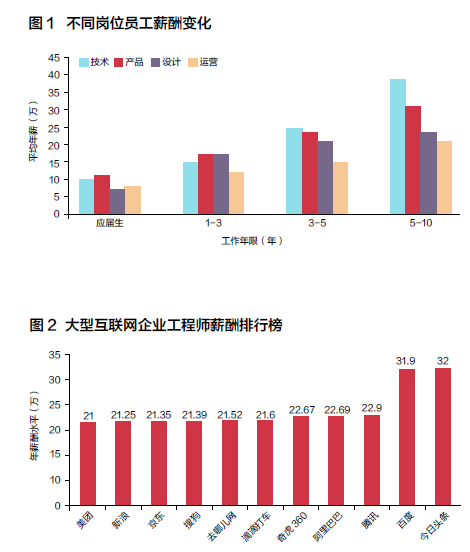 图 1 不同岗位员工薪酬变化
平均年薪（万）
45
40
35
30
25
20
15
10
5
0
技术 产品 设计 运营
应届生 1-3 3-5 5-10
工作年限（年）
图 2 大型互联网企业工程师薪酬排行榜
年薪酬水平（万）
35
30
25
20
15
10
0
21 21.25 21.35 21.39 21.52 21.6 22.67 22.69 22.9 31.9 32
美团 新浪 京东 搜狗 去哪儿网 滴滴打车 奇虎 360 阿里巴巴 腾讯 百度 今日头条